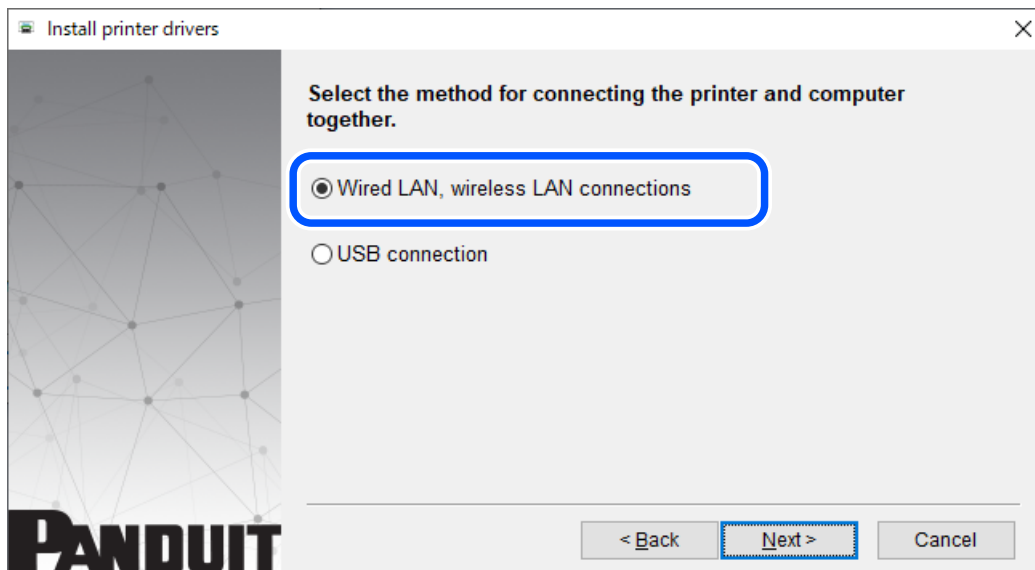 Install printer drivers
Select the method for connecting the printer and computer
together.
Wired LAN, wireless LAN connections
USB connection
PANDUIT
< Back
Next >
Cancel